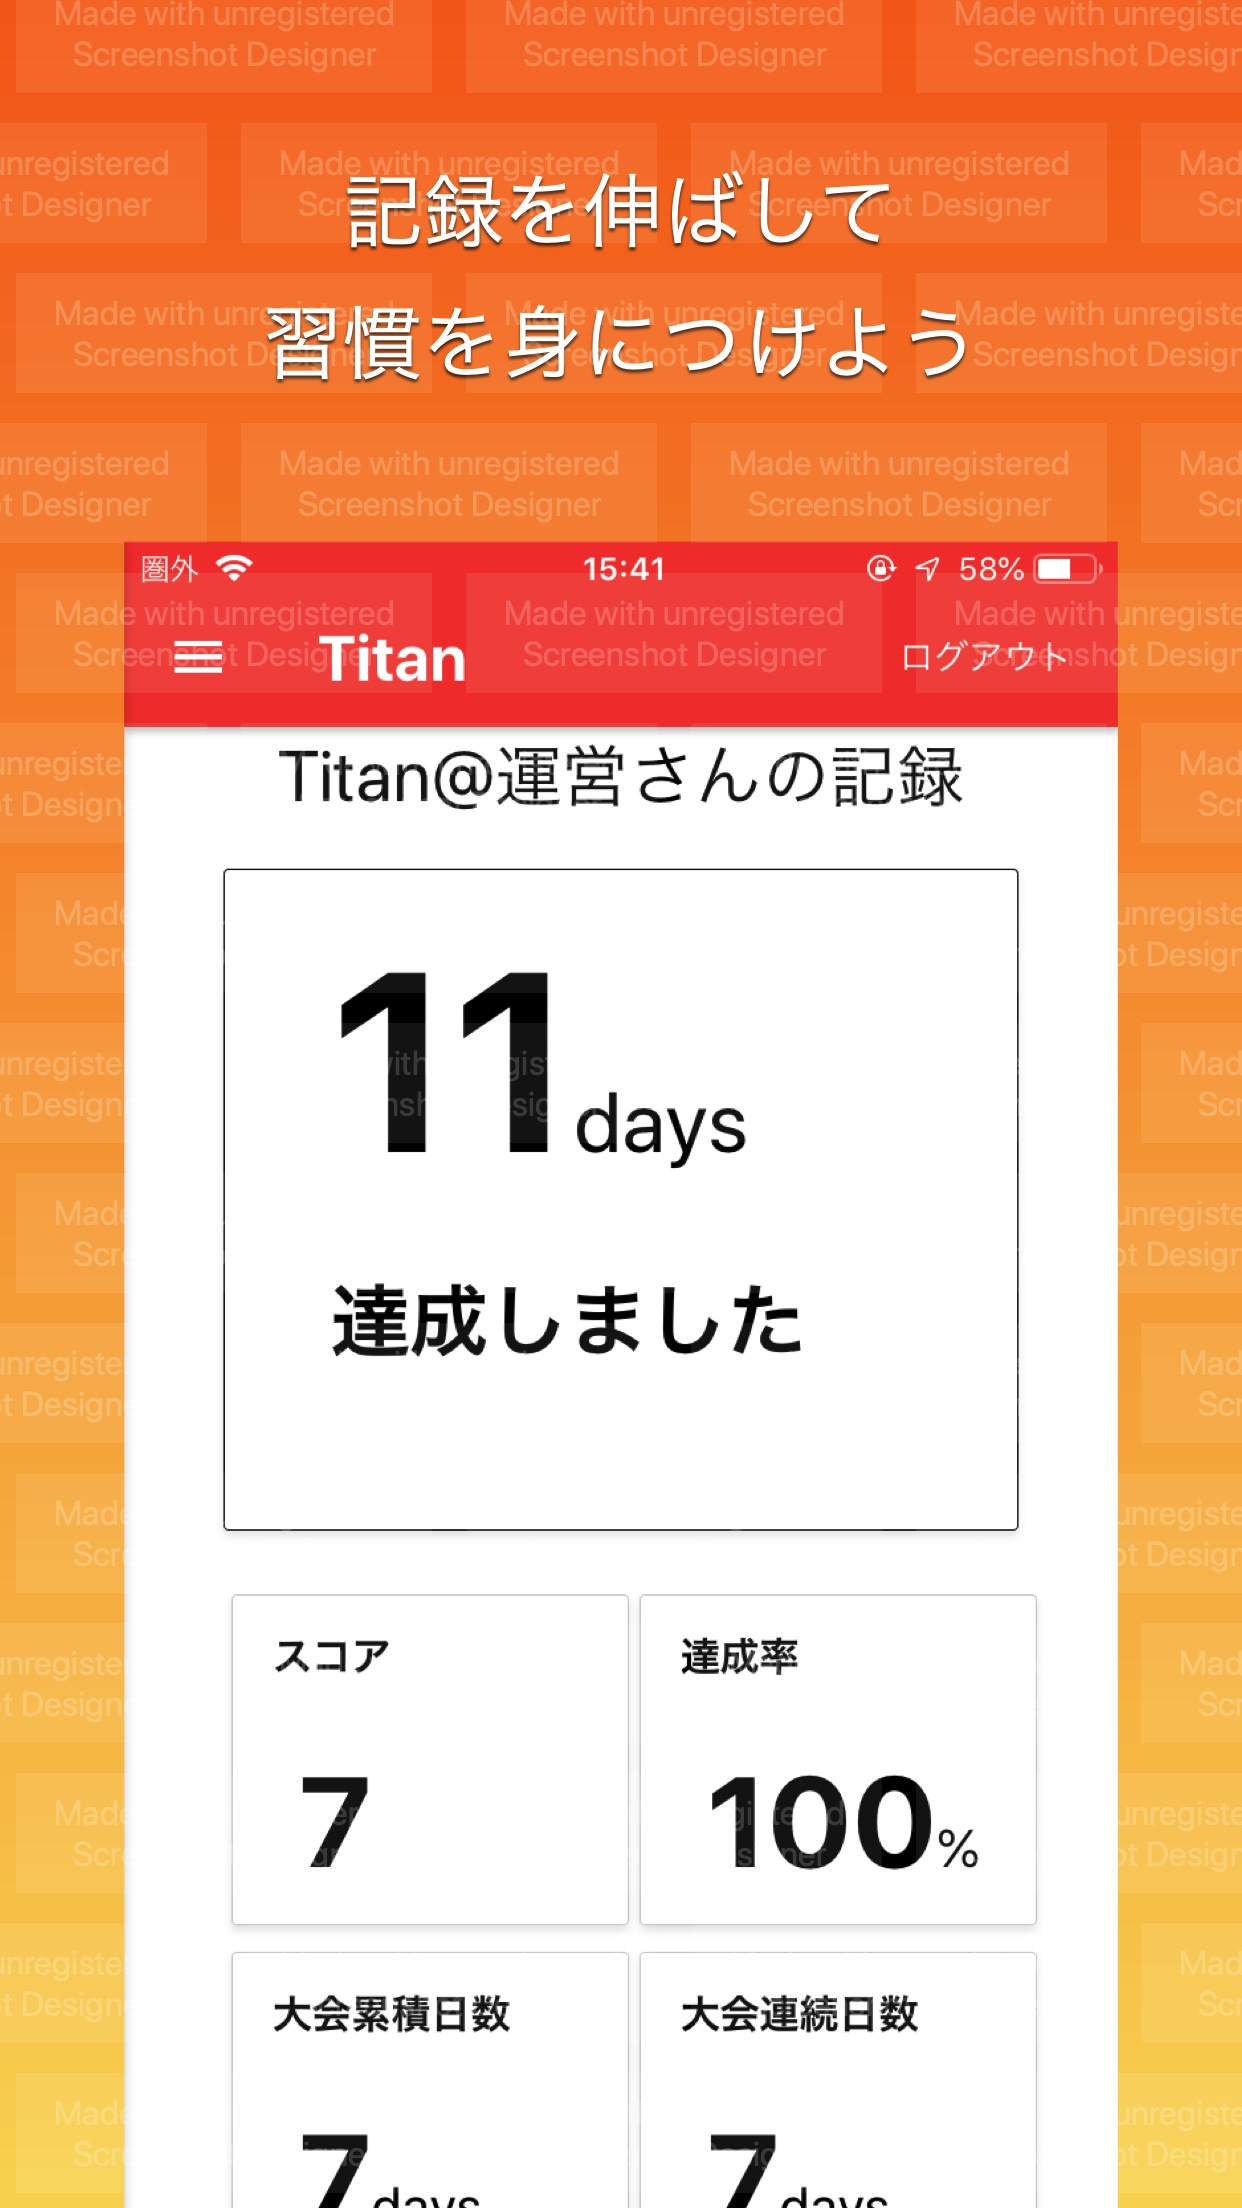 記録を伸ばして
習慣を身につけよう
圏外 15:41 58%
Titan ログアウト
Titan@運営さんの記録
11 days
達成しました
スコア 達成率
7 100%
大会累積日数 大会連続日数
7 days 7 days
Made with unregistered
Screenshot Designer